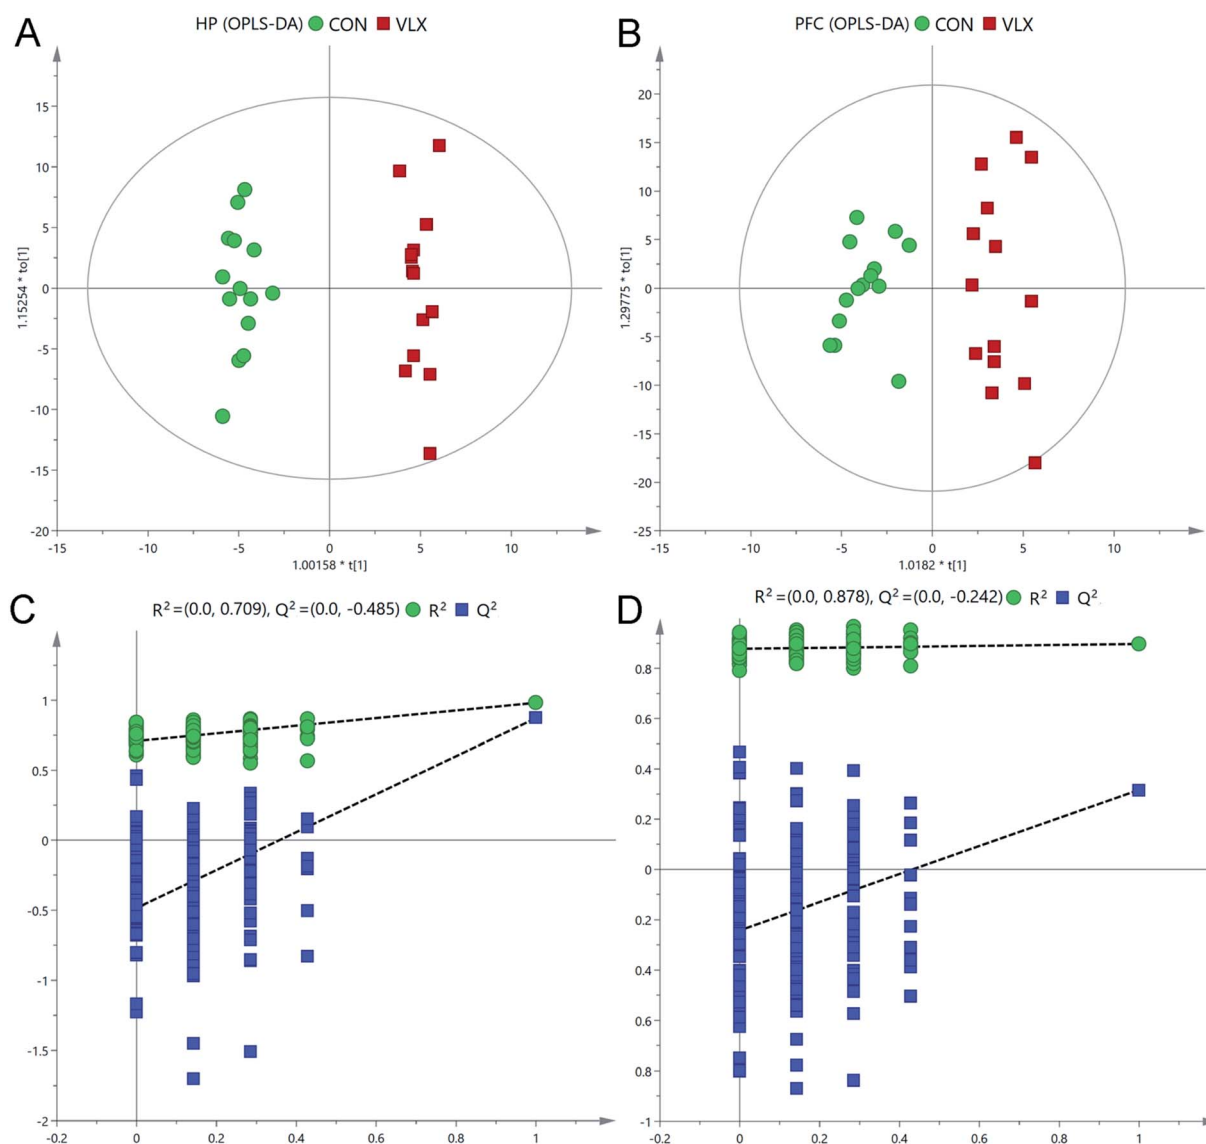 A
HP (OPLS-DA) CON VLX
1.15254 * to[1]
15
10
5
0
-5
-10
-15
-20
-15 -10 -5 0 5 10
1.00158 * t[1]
B
PFC (OPLS-DA) CON VLX
1.29775 * to[1]
20
15
10
5
0
-5
-10
-15
-20
-25
-15 -10 -5 0 5 10
1.0182 * t[1]
C
R²=(0.0, 0.709), Q²=(0.0, -0.485) R² Q²
1
0.5
0
-0.5
-1
-1.5
-2
-0.2 0 0.2 0.4 0.6 0.8 1
D
R²=(0.0, 0.878), Q²=(0.0, -0.242) R² Q²
0.8
0.6
0.4
0.2
0
0.2
0.4
0.6
0.8
-1
-0.2 0 0.2 0.4 0.6 0.8 1